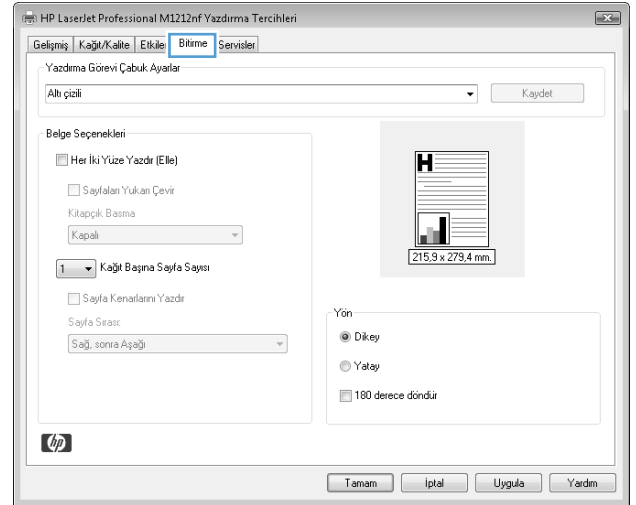 HP LaserJet Professional M1212nf Yazdırma Tercihleri
Gelişmiş Kağıt/Kalite Etkiler Bitirme Servisler
Yazdırma Görevi Çabuk Ayarlar
Altı çizili
Kaydet
Belge Seçenekleri
Her İki Yüze Yazdır (Elle)
Sayfaları Yukarı Çevir
Kitapçık Basma
Kapalı
1 Kağıt Başına Sayfa Sayısı
Sayfa Kenarlarını Yazdır
Sayfa Sırası:
Sağ, sonra Aşağı
H
215,9 x 279,4 mm.
Yön
Dikey
Yatay
180 derece döndür
hp
Tamam İptal Uygula Yardım